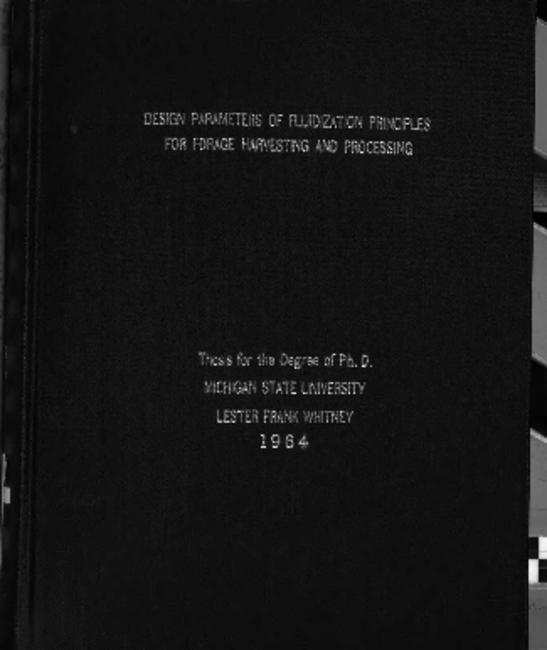 DESIGN PARAMETERS OF FLUIDIZATION PRINCIPLES
FOR FORAGE HARVESTING AND PROCESSING
Thesis for the Degree of Ph. D.
MICHIGAN STATE UNIVERSITY
LESTER FRANK WHITNEY
1964